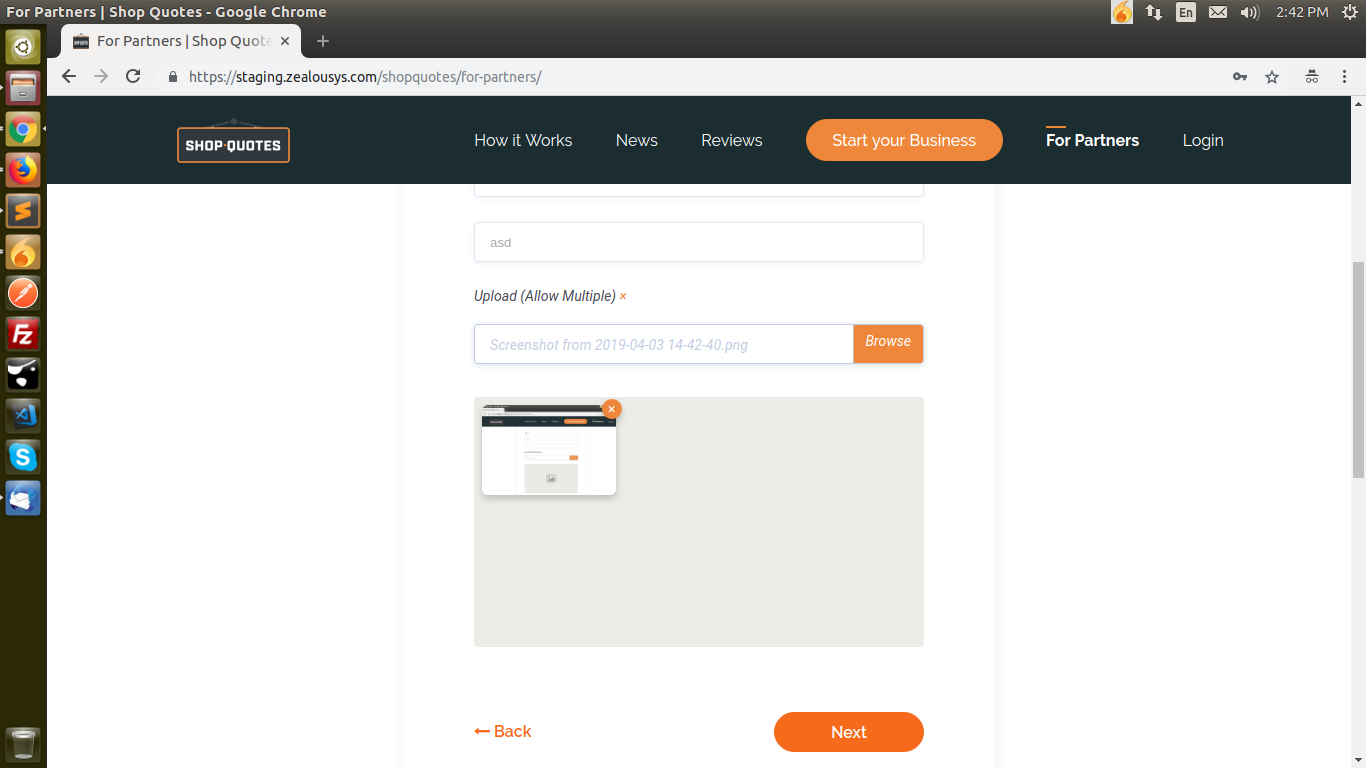 For Partners | Shop Quotes - Google Chrome
En
2:42 PM
For Partners | Shop Quote
https://staging.zealousys.com/shopquotes/for-partners/
SHOP·QUOTES
How it Works
News
Reviews
Start your Business
For Partners
Login
asd
Upload (Allow Multiple) ×
Screenshot from 2019-04-03 14-42-40.png
Browse
← Back
Next